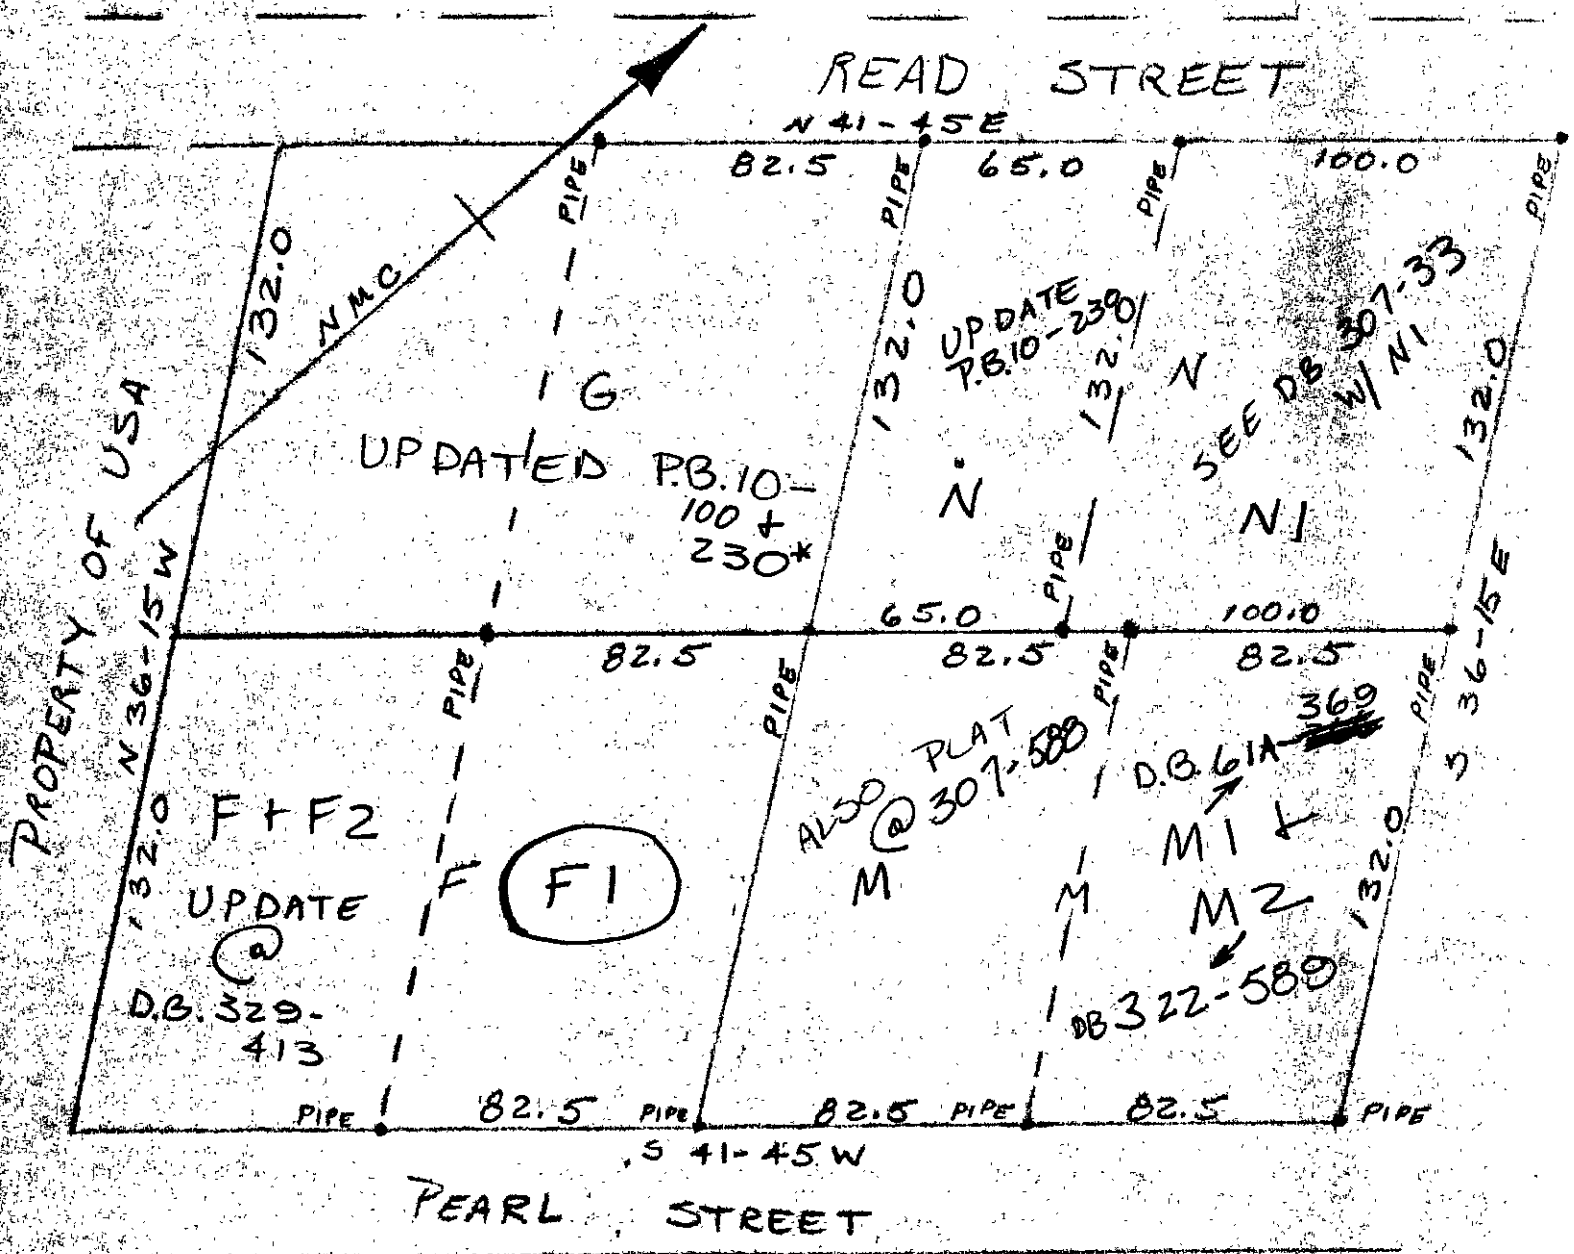 READ STREET
N 41-45 E
82.5
65.0
100.0
PIPE
PIPE
PIPE
PIPE
132.0
NMC
132.0
UPDATE
P.B.10-230
132.
N
SEE DB 307-33
W/ N1
132.0
G
UPDATED P.B.10-
100 +
230*
N
N1
PROPERTY OF USA
N 36-15 W
PIPE
65.0
100.0
82.5
82.5
82.5
PIPE
PIPE
PIPE
PIPE
S 36-15 E
132.0
F + F2
UPDATE
@
D.B. 329-
413
F
F1
ALSO PLAT
@ 307-588
M
M
D.B. 61A-369
M1 +
M2
DB 322-589
132.0
PIPE
82.5
PIPE
82.5
PIPE
82.5
PIPE
S 41-45 W
PEARL STREET